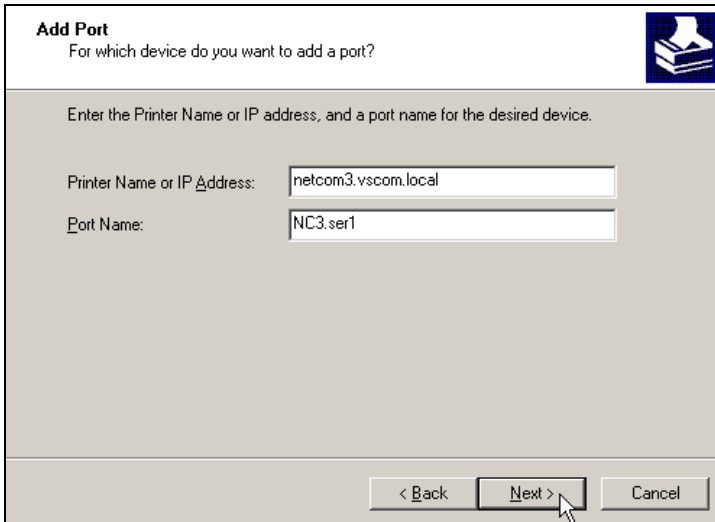 Add Port
For which device do you want to add a port?
Enter the Printer Name or IP address, and a port name for the desired device.
Printer Name or IP Address: netcom3.vscom.local
Port Name: NC3.ser1
< Back Next > Cancel